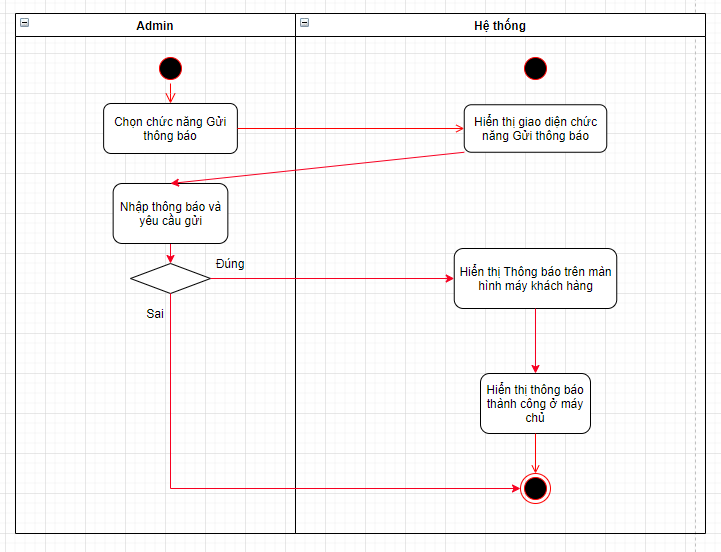 Admin
Hệ thống
Chọn chức năng Gửi
thông báo
Hiển thị giao diện chức
năng Gửi thông báo
Nhập thông báo và
yêu cầu gửi
Đúng
Sai
Hiển thị Thông báo trên màn
hình máy khách hàng
Hiển thị thông báo
thành công ở máy
chủ